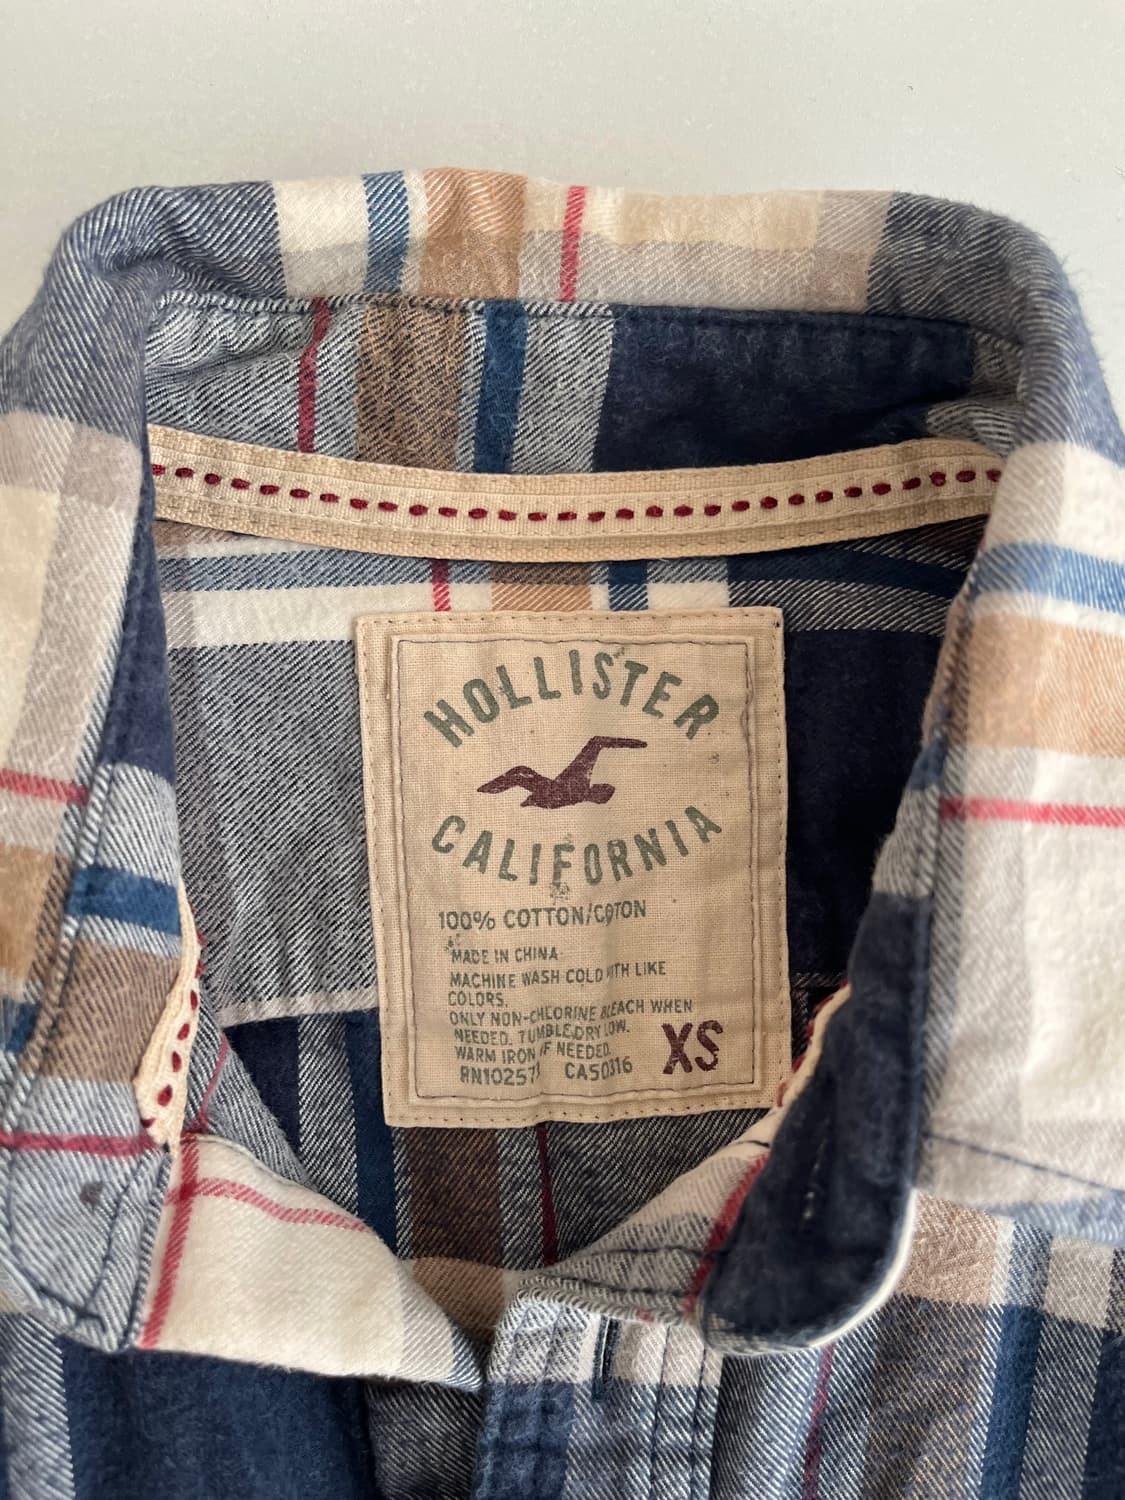 HOLLISTER
CALIFORNIA
100% COTTON/COTON
MADE IN CHINA
MACHINE WASH COLD WITH LIKE
COLORS.
ONLY NON-CHLORINE BLEACH WHEN
NEEDED. TUMBLE DRY LOW.
WARM IRON IF NEEDED.
XS
RN102571 CA50316